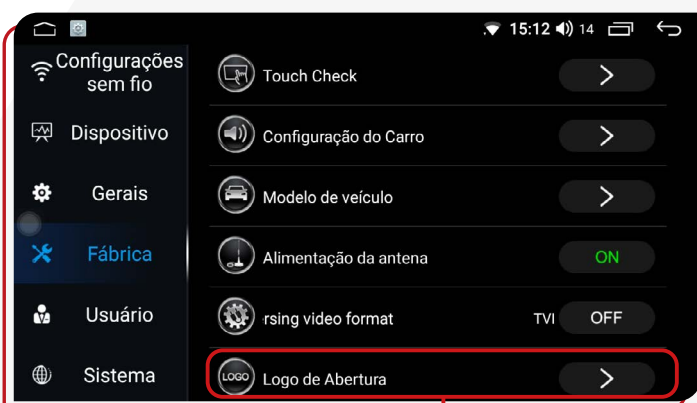 15:12 14
Configurações
sem fio
Dispositivo
Gerais
Fábrica
Usuário
Sistema
Touch Check
Configuração do Carro
Modelo de veículo
Alimentação da antena ON
rsing video format TVI OFF
LOGO Logo de Abertura